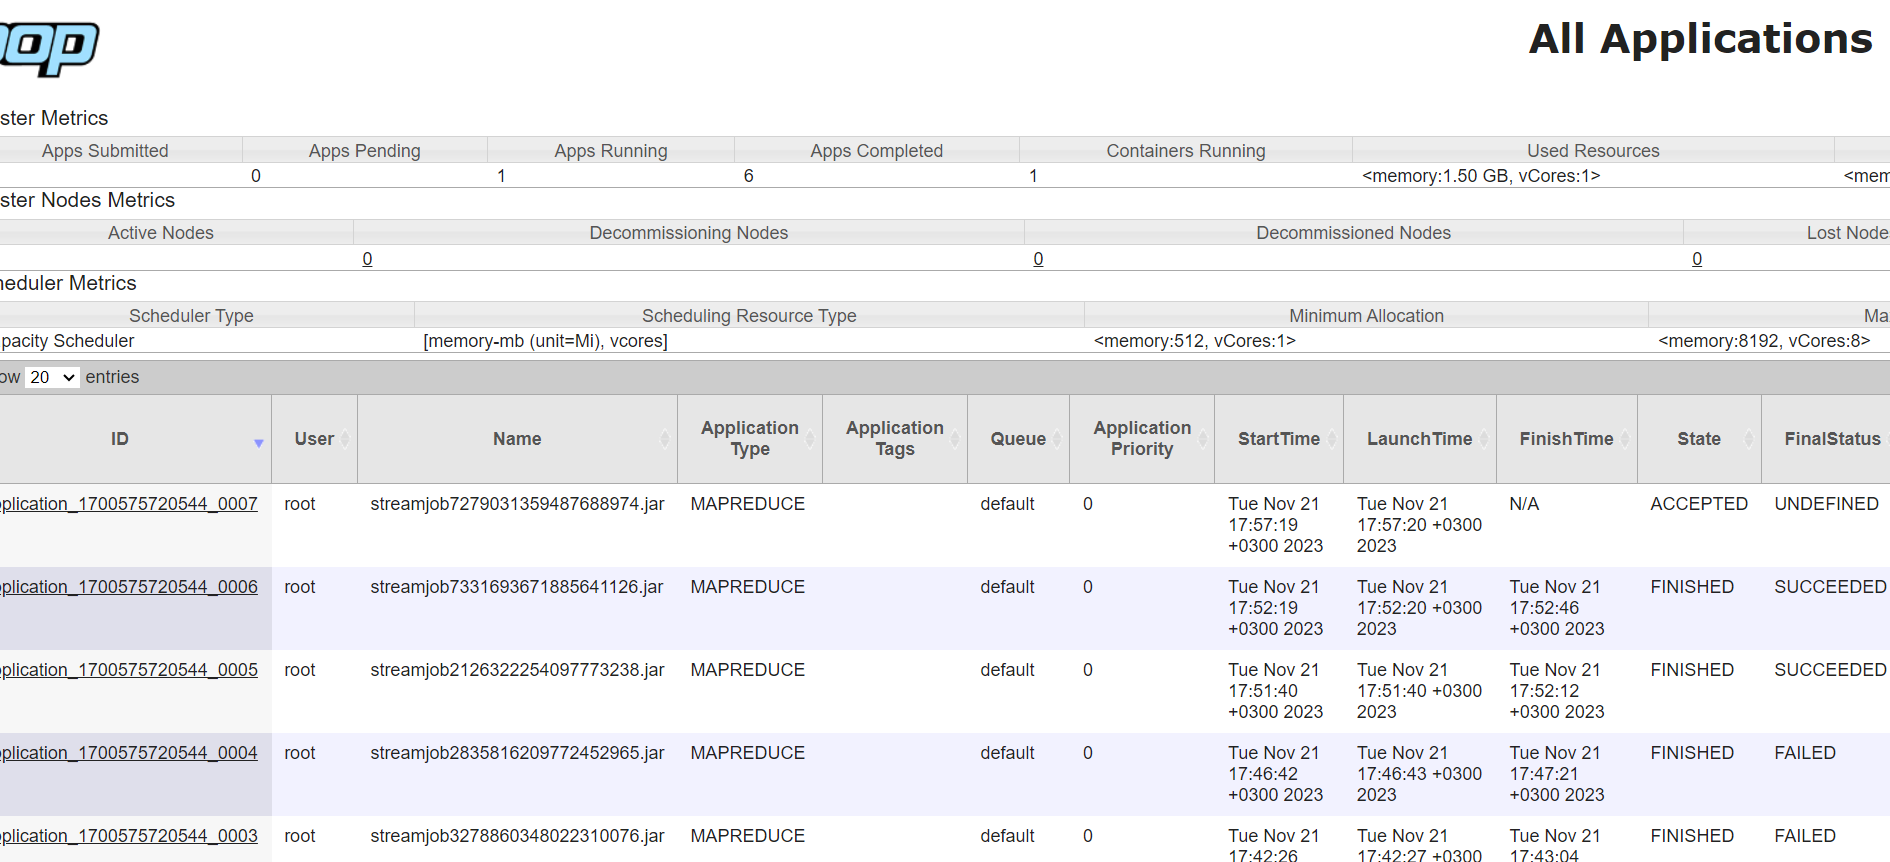 oop
All Applications
ster Metrics
Apps Submitted Apps Pending Apps Running Apps Completed Containers Running Used Resources
0 1 6 1 <memory:1.50 GB, vCores:1> <mem
ster Nodes Metrics
Active Nodes Decommissioning Nodes Decommissioned Nodes Lost Node
0 0 0
neduler Metrics
Scheduler Type Scheduling Resource Type Minimum Allocation Ma
pacity Scheduler [memory-mb (unit=Mi), vcores] <memory:512, vCores:1> <memory:8192, vCores:8>
ow 20 entries
ID User Name Application Type Application Tags Queue Application Priority StartTime LaunchTime FinishTime State FinalStatus
plication_1700575720544_0007 root streamjob7279031359487688974.jar MAPREDUCE default 0 Tue Nov 21 Tue Nov 21 N/A ACCEPTED UNDEFINED
17:57:19 17:57:20 +0300
+0300 2023 2023
plication_1700575720544_0006 root streamjob7331693671885641126.jar MAPREDUCE default 0 Tue Nov 21 Tue Nov 21 Tue Nov 21 FINISHED SUCCEEDED
17:52:19 17:52:20 +0300 17:52:46
+0300 2023 2023 +0300 2023
plication_1700575720544_0005 root streamjob2126322254097773238.jar MAPREDUCE default 0 Tue Nov 21 Tue Nov 21 Tue Nov 21 FINISHED SUCCEEDED
17:51:40 17:51:40 +0300 17:52:12
+0300 2023 2023 +0300 2023
plication_1700575720544_0004 root streamjob2835816209772452965.jar MAPREDUCE default 0 Tue Nov 21 Tue Nov 21 Tue Nov 21 FINISHED FAILED
17:46:42 17:46:43 +0300 17:47:21
+0300 2023 2023 +0300 2023
plication_1700575720544_0003 root streamjob3278860348022310076.jar MAPREDUCE default 0 Tue Nov 21 Tue Nov 21 Tue Nov 21 FINISHED FAILED
17:42:26 17:42:27 +0300 17:43:04